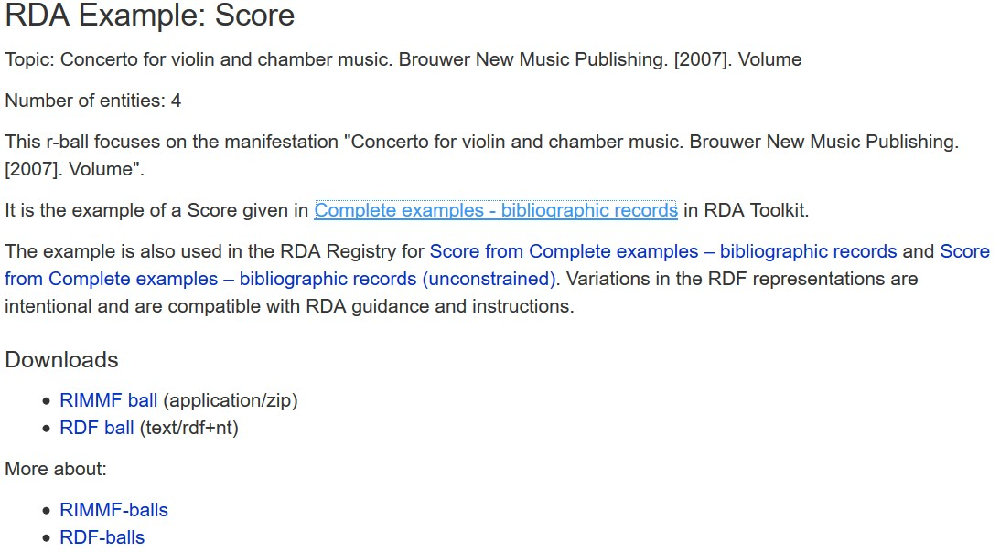 RDA Example: Score
Topic: Concerto for violin and chamber music. Brouwer New Music Publishing. [2007]. Volume
Number of entities: 4
This r-ball focuses on the manifestation "Concerto for violin and chamber music. Brouwer New Music Publishing.
[2007]. Volume".
It is the example of a Score given in Complete examples - bibliographic records in RDA Toolkit.
The example is also used in the RDA Registry for Score from Complete examples – bibliographic records and Score
from Complete examples – bibliographic records (unconstrained). Variations in the RDF representations are
intentional and are compatible with RDA guidance and instructions.
Downloads
• RIMMF ball (application/zip)
• RDF ball (text/rdf+nt)
More about:
• RIMMF-balls
• RDF-balls